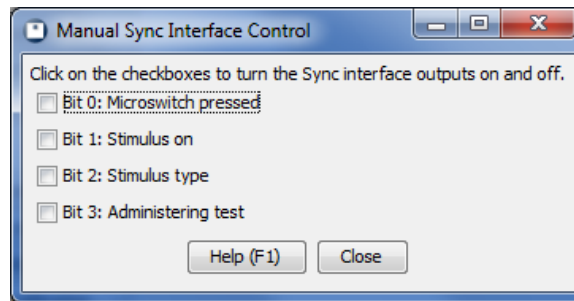 Manual Sync Interface Control
Click on the checkboxes to turn the Sync interface outputs on and off.
Bit 0: Microswitch pressed
Bit 1: Stimulus on
Bit 2: Stimulus type
Bit 3: Administering test
Help (F1) Close